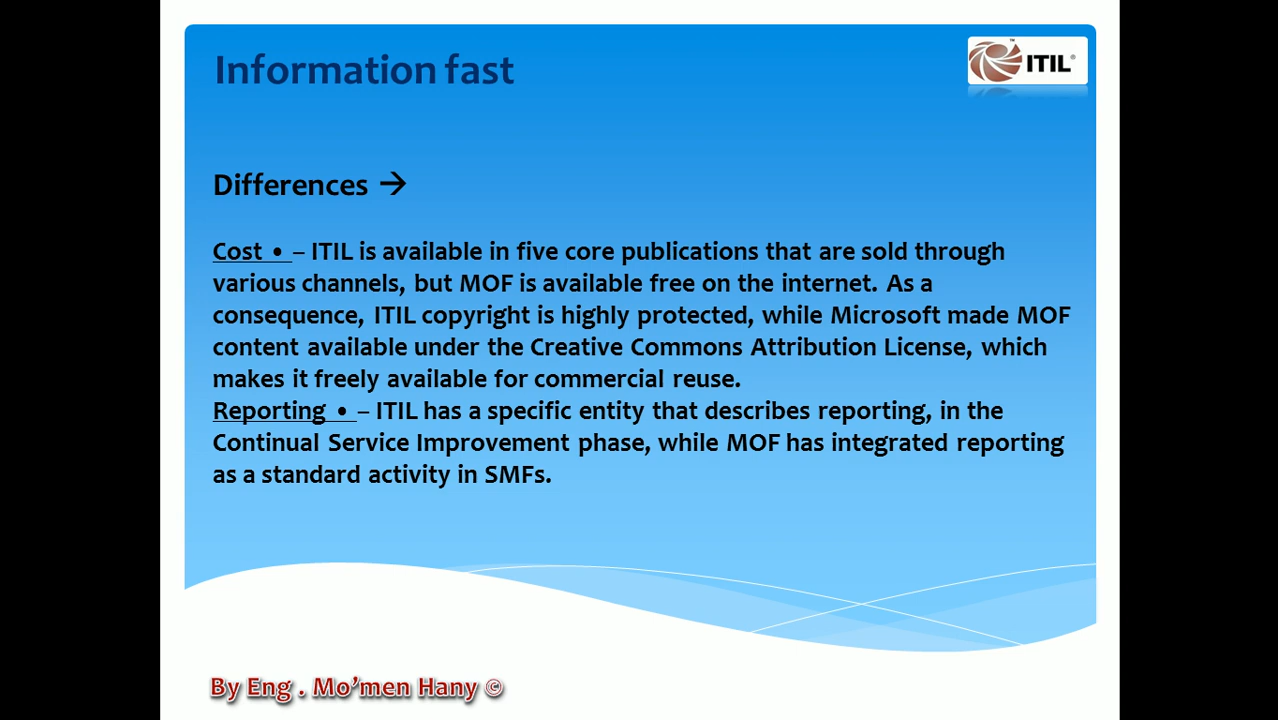 Information fast
ITIL®
Differences →
Cost • – ITIL is available in five core publications that are sold through
various channels, but MOF is available free on the internet. As a
consequence, ITIL copyright is highly protected, while Microsoft made MOF
content available under the Creative Commons Attribution License, which
makes it freely available for commercial reuse.
Reporting • – ITIL has a specific entity that describes reporting, in the
Continual Service Improvement phase, while MOF has integrated reporting
as a standard activity in SMFs.
By Eng . Mo’men Hany ©